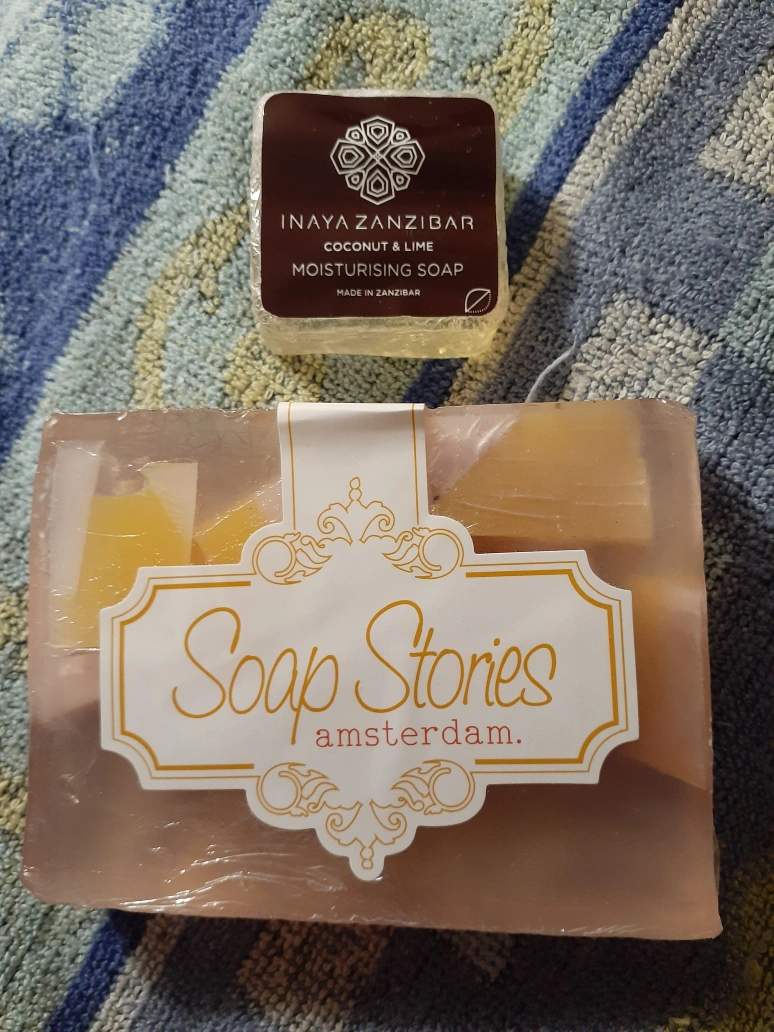 INAYA ZANZIBAR
COCONUT & LIME
MOISTURISING SOAP
MADE IN ZANZIBAR
Soap Stories
amsterdam.